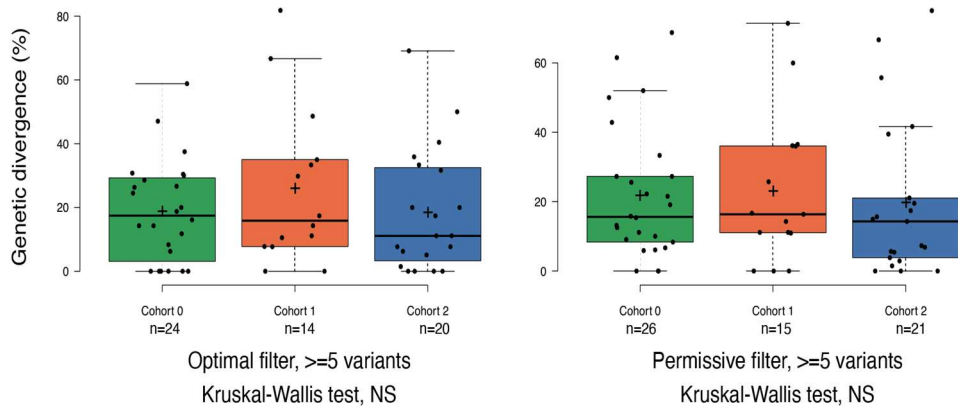 Genetic divergence (%)
80
60
40
20
0
Cohort 0
n=24
Cohort 1
n=14
Cohort 2
n=20
Optimal filter, >=5 variants
Kruskal-Wallis test, NS
60
40
20
0
Cohort 0
n=26
Cohort 1
n=15
Cohort 2
n=21
Permissive filter, >=5 variants
Kruskal-Wallis test, NS